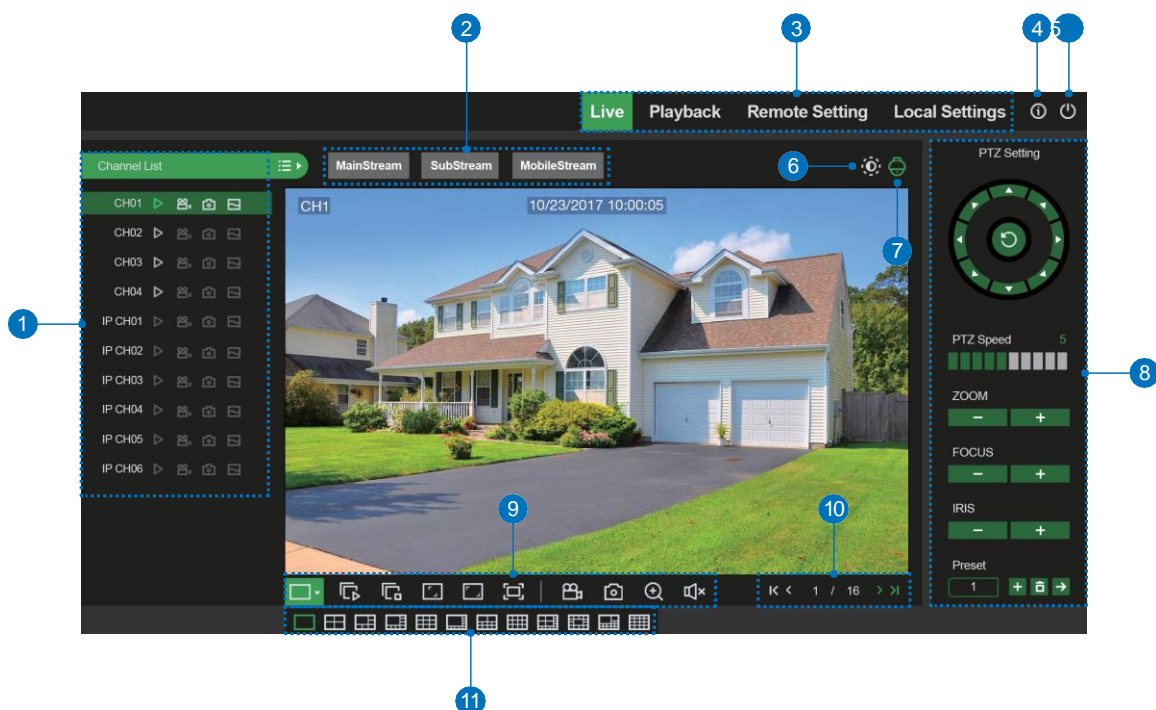 2
3
4
5
Live Playback Remote Setting Local Settings
Channel List
MainStream SubStream MobileStream
6
PTZ Setting
CH01
CH1
10/23/2017 10:00:05
CH02
7
CH03
CH04
1
IP CH01
IP CH02
PTZ Speed 5
8
IP CH03
ZOOM
- +
IP CH04
IP CH05
FOCUS
IP CH06
- +
9
10
IRIS
- +
Preset
1 / 16
1 +
11